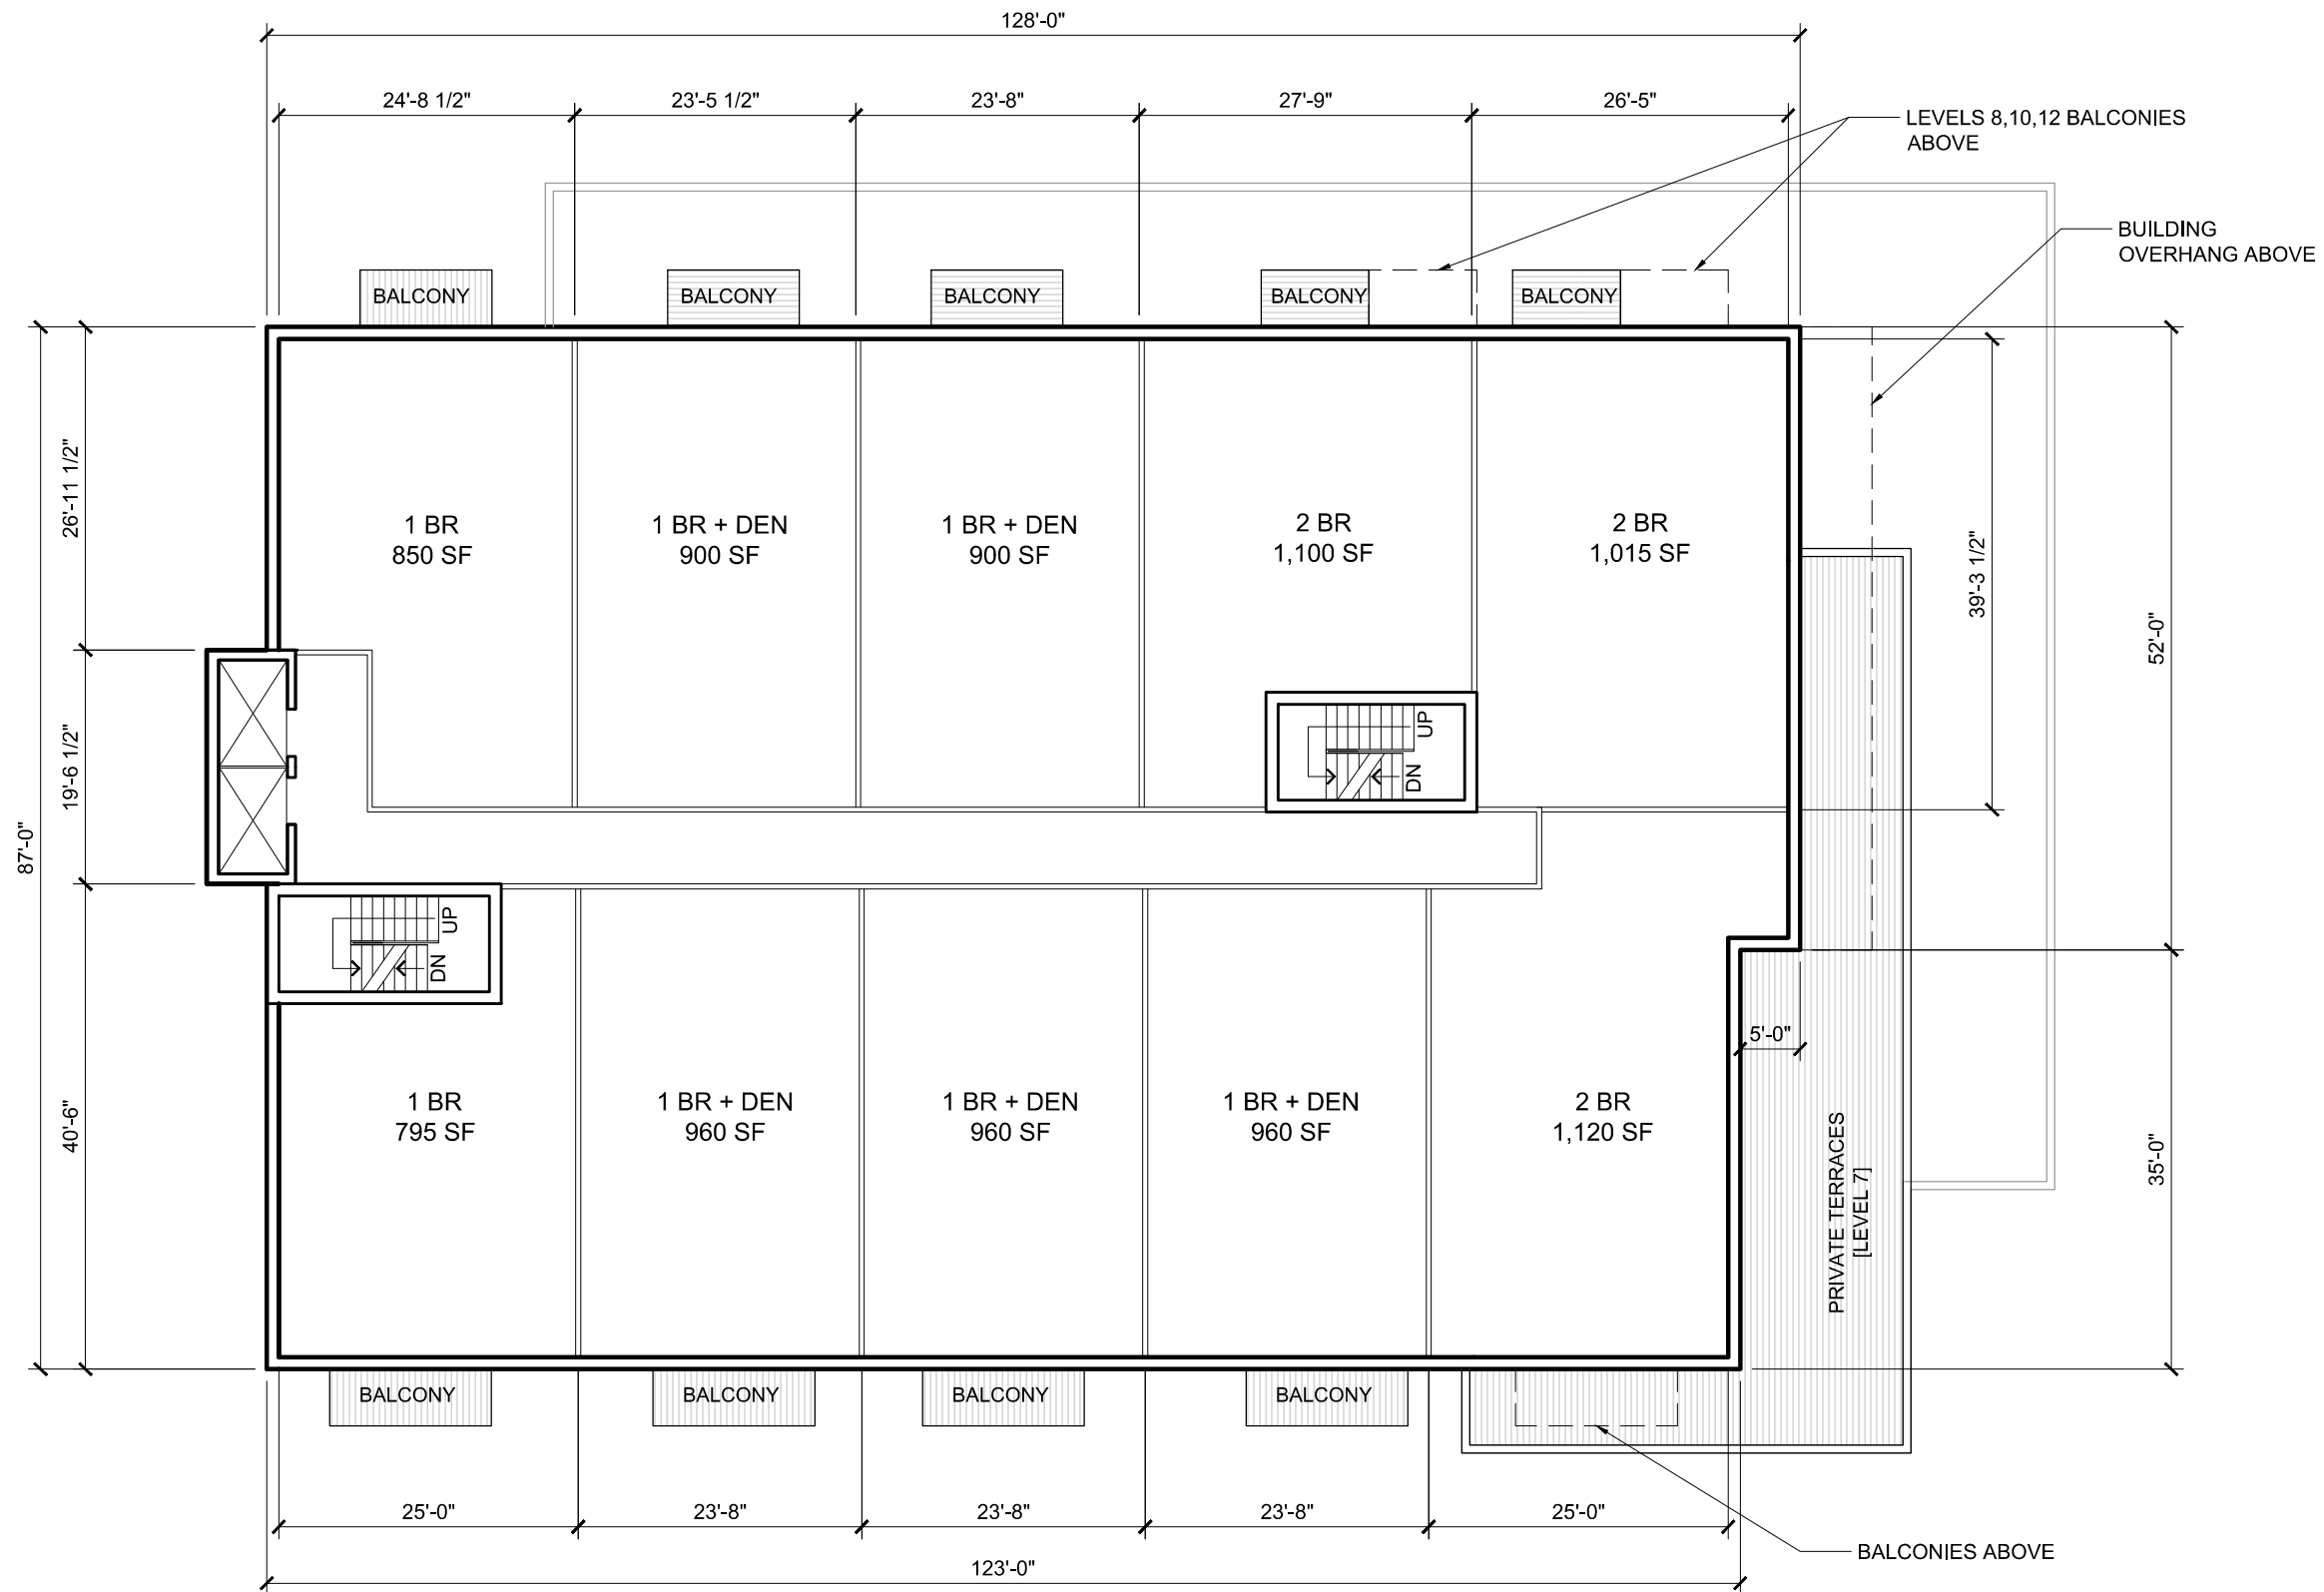 128'-0"
24'-8 1/2"
23'-5 1/2"
23'-8"
27'-9"
26'-5"
LEVELS 8,10,12 BALCONIES
ABOVE
BUILDING
OVERHANG ABOVE
BALCONY
BALCONY
BALCONY
BALCONY
BALCONY
26'-11 1/2"
19'-6 1/2"
87'-0"
40'-6"
1 BR
850 SF
1 BR + DEN
900 SF
1 BR + DEN
900 SF
2 BR
1,100 SF
2 BR
1,015 SF
39'-3 1/2"
52'-0"
UP
DN
UP
DN
5'-0"
35'-0"
1 BR
795 SF
1 BR + DEN
960 SF
1 BR + DEN
960 SF
1 BR + DEN
960 SF
2 BR
1,120 SF
PRIVATE TERRACES
[LEVEL 7]
BALCONY
BALCONY
BALCONY
BALCONY
25'-0"
23'-8"
23'-8"
23'-8"
25'-0"
BALCONIES ABOVE
123'-0"